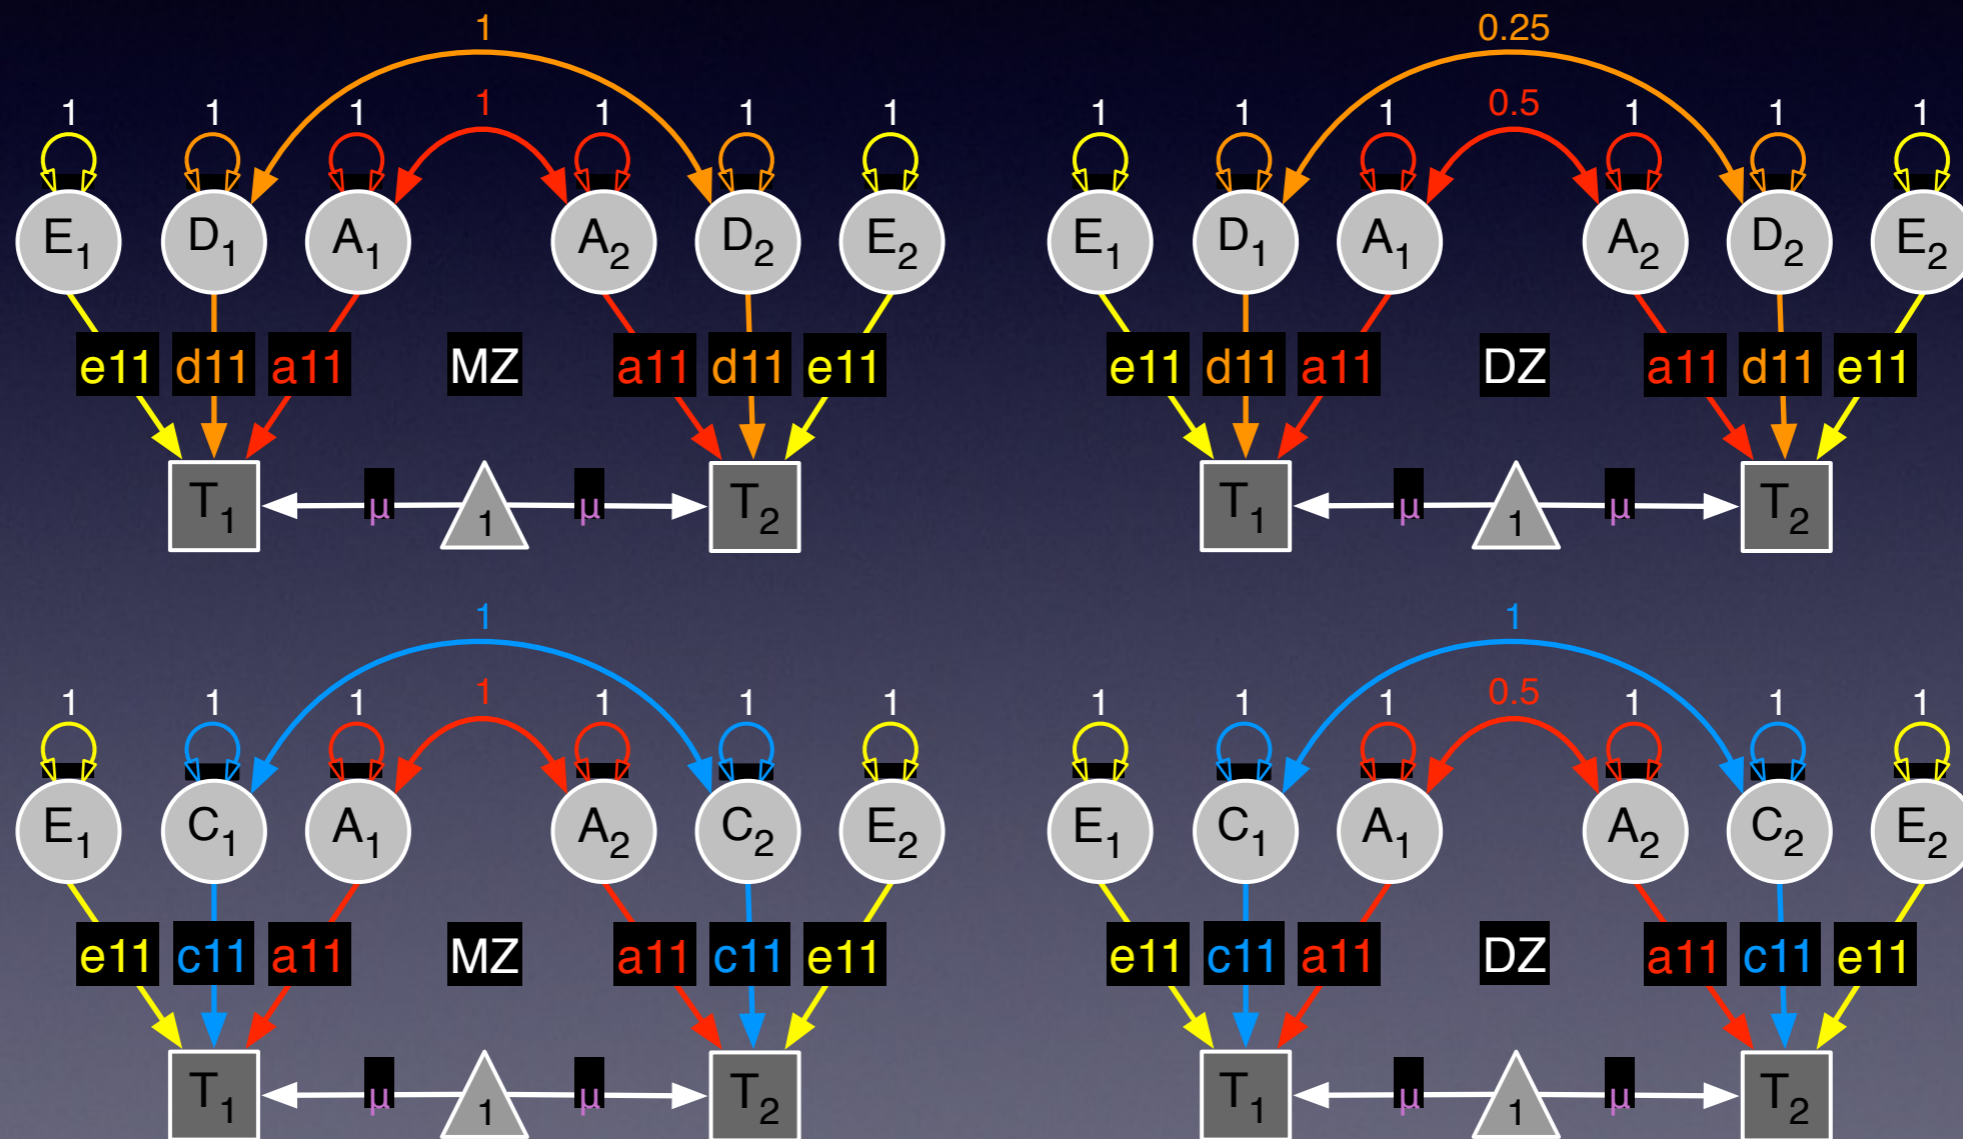 1 0.25
1 1 1 1 1 1 1 1 1 1 0.5 1 1 1
E1 D1 A1 A2 D2 E2 E1 D1 A1 A2 D2 E2
e11 d11 a11 MZ a11 d11 e11 e11 d11 a11 DZ a11 d11 e11
T1 μ 1 μ T2 T1 μ 1 μ T2
1 1
1 1 1 1 1 1 1 1 1 1 0.5 1 1 1
E1 C1 A1 A2 C2 E2 E1 C1 A1 A2 C2 E2
e11 c11 a11 MZ a11 c11 e11 e11 c11 a11 DZ a11 c11 e11
T1 μ 1 μ T2 T1 μ 1 μ T2